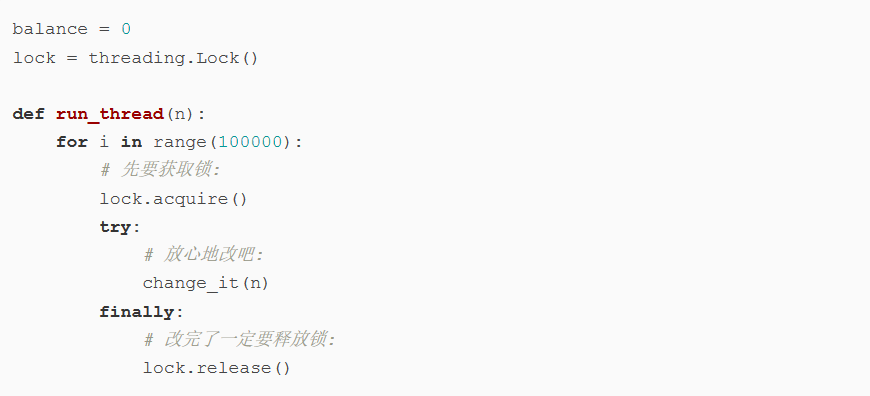 balance = 0
lock = threading.Lock()
def run_thread(n):
    for i in range(100000):
        # 先要获取锁:
        lock.acquire()
        try:
            # 放心地改吧:
            change_it(n)
        finally:
            # 改完了一定要释放锁:
            lock.release()